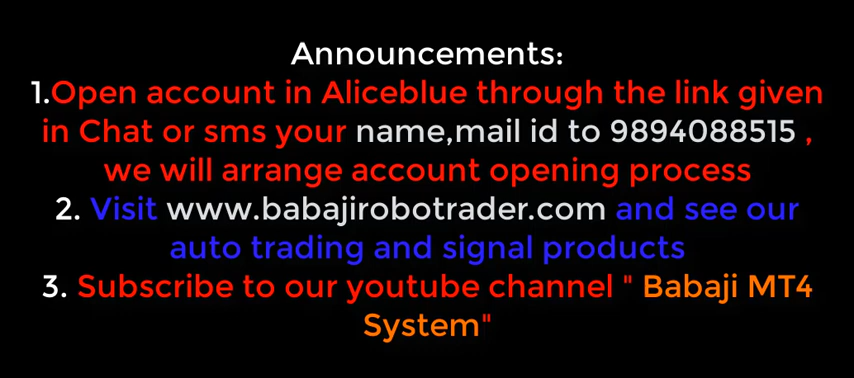 Announcements:
1.Open account in Aliceblue through the link given
in Chat or sms your name,mail id to 9894088515 ,
we will arrange account opening process
2. Visit www.babajirobotrader.com and see our
auto trading and signal products
3. Subscribe to our youtube channel " Babaji MT4
System"